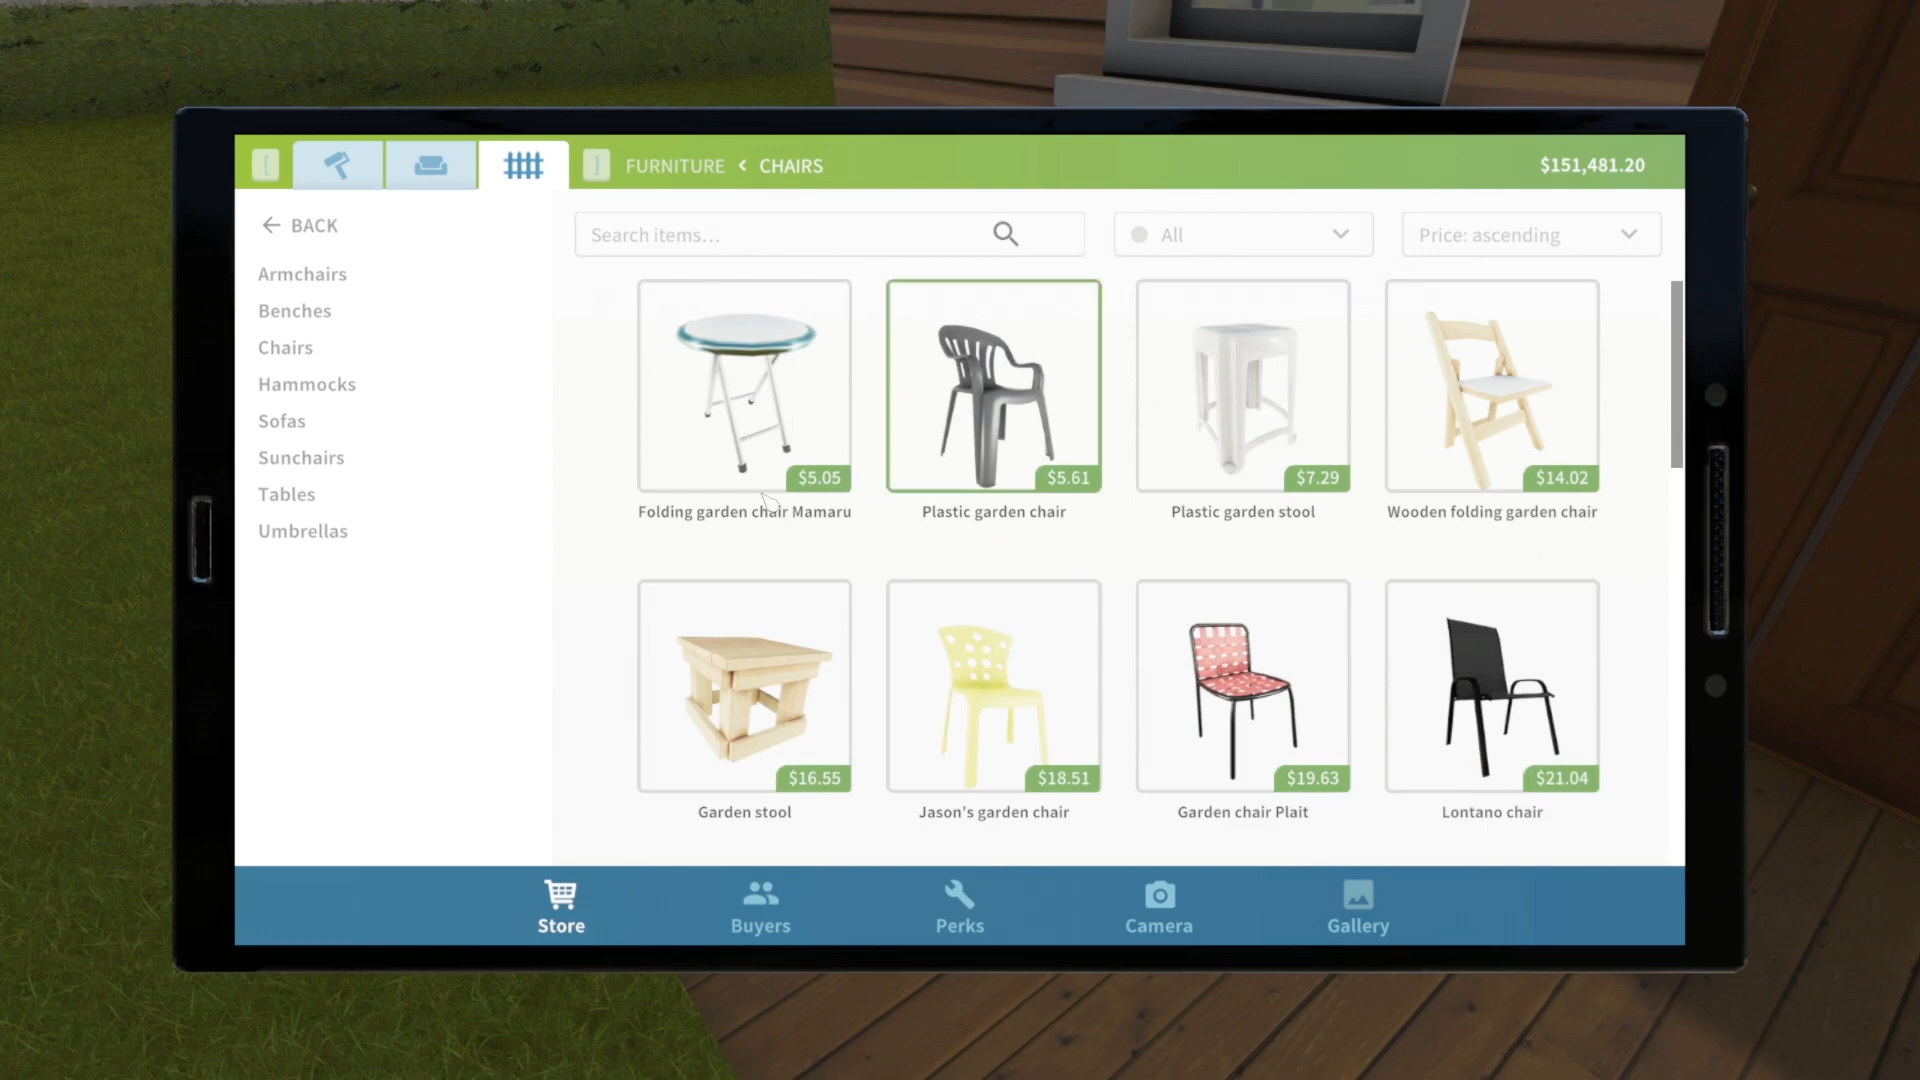 [
]
FURNITURE < CHAIRS
$151,481.20
BACK
Armchairs
Benches
Chairs
Hammocks
Sofas
Sunchairs
Tables
Umbrellas
Search items...
All
Price: ascending
$5.05
$5.61
$7.29
$14.02
Folding garden chair Mamaru
Plastic garden chair
Plastic garden stool
Wooden folding garden chair
$16.55
$18.51
$19.63
$21.04
Garden stool
Jason's garden chair
Garden chair Plait
Lontano chair
Store
Buyers
Perks
Camera
Gallery